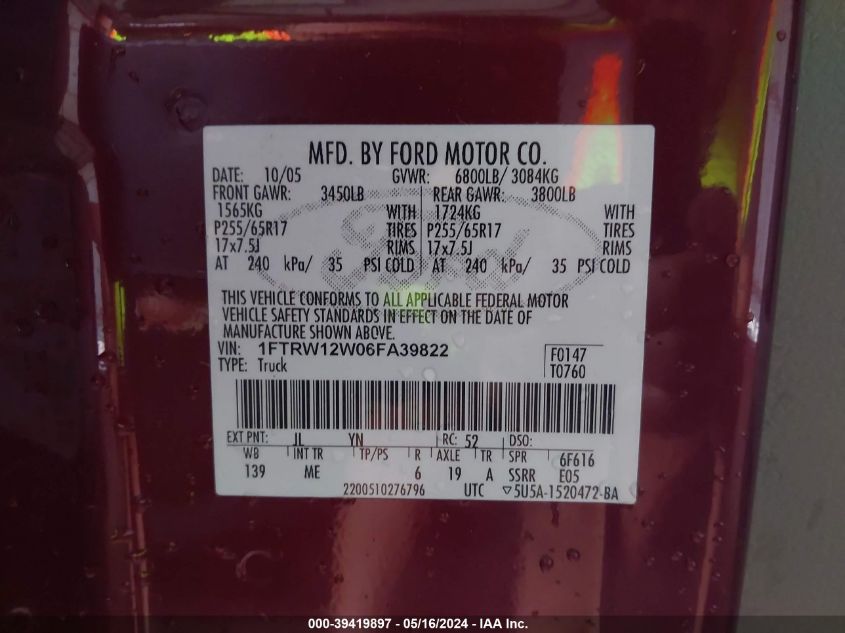 MFD. BY FORD MOTOR CO.
DATE: 10/05 GVWR: 6800LB/ 3084KG
FRONT GAWR: 3450LB REAR GAWR: 3800LB
1565KG WITH 1724KG WITH
P255/65R17 TIRES P255/65R17 TIRES
17x7.5J RIMS 17x7.5J RIMS
AT 240 kPa/ 35 PSI COLD AT 240 kPa/ 35 PSI COLD
Ford
THIS VEHICLE CONFORMS TO ALL APPLICABLE FEDERAL MOTOR
VEHICLE SAFETY STANDARDS IN EFFECT ON THE DATE OF
MANUFACTURE SHOWN ABOVE.
VIN: 1FTRW12W06FA39822 F0147
TYPE: Truck T0760
EXT PNT: JL YN RC: 52 DSO:
WB INT TR TP/PS R AXLE TR SPR 6F616
139 ME 6 19 A SSRR E05
2200510276796 UTC ▽5U5A-1520472-BA
000-39419897 - 05/16/2024 - IAA Inc.